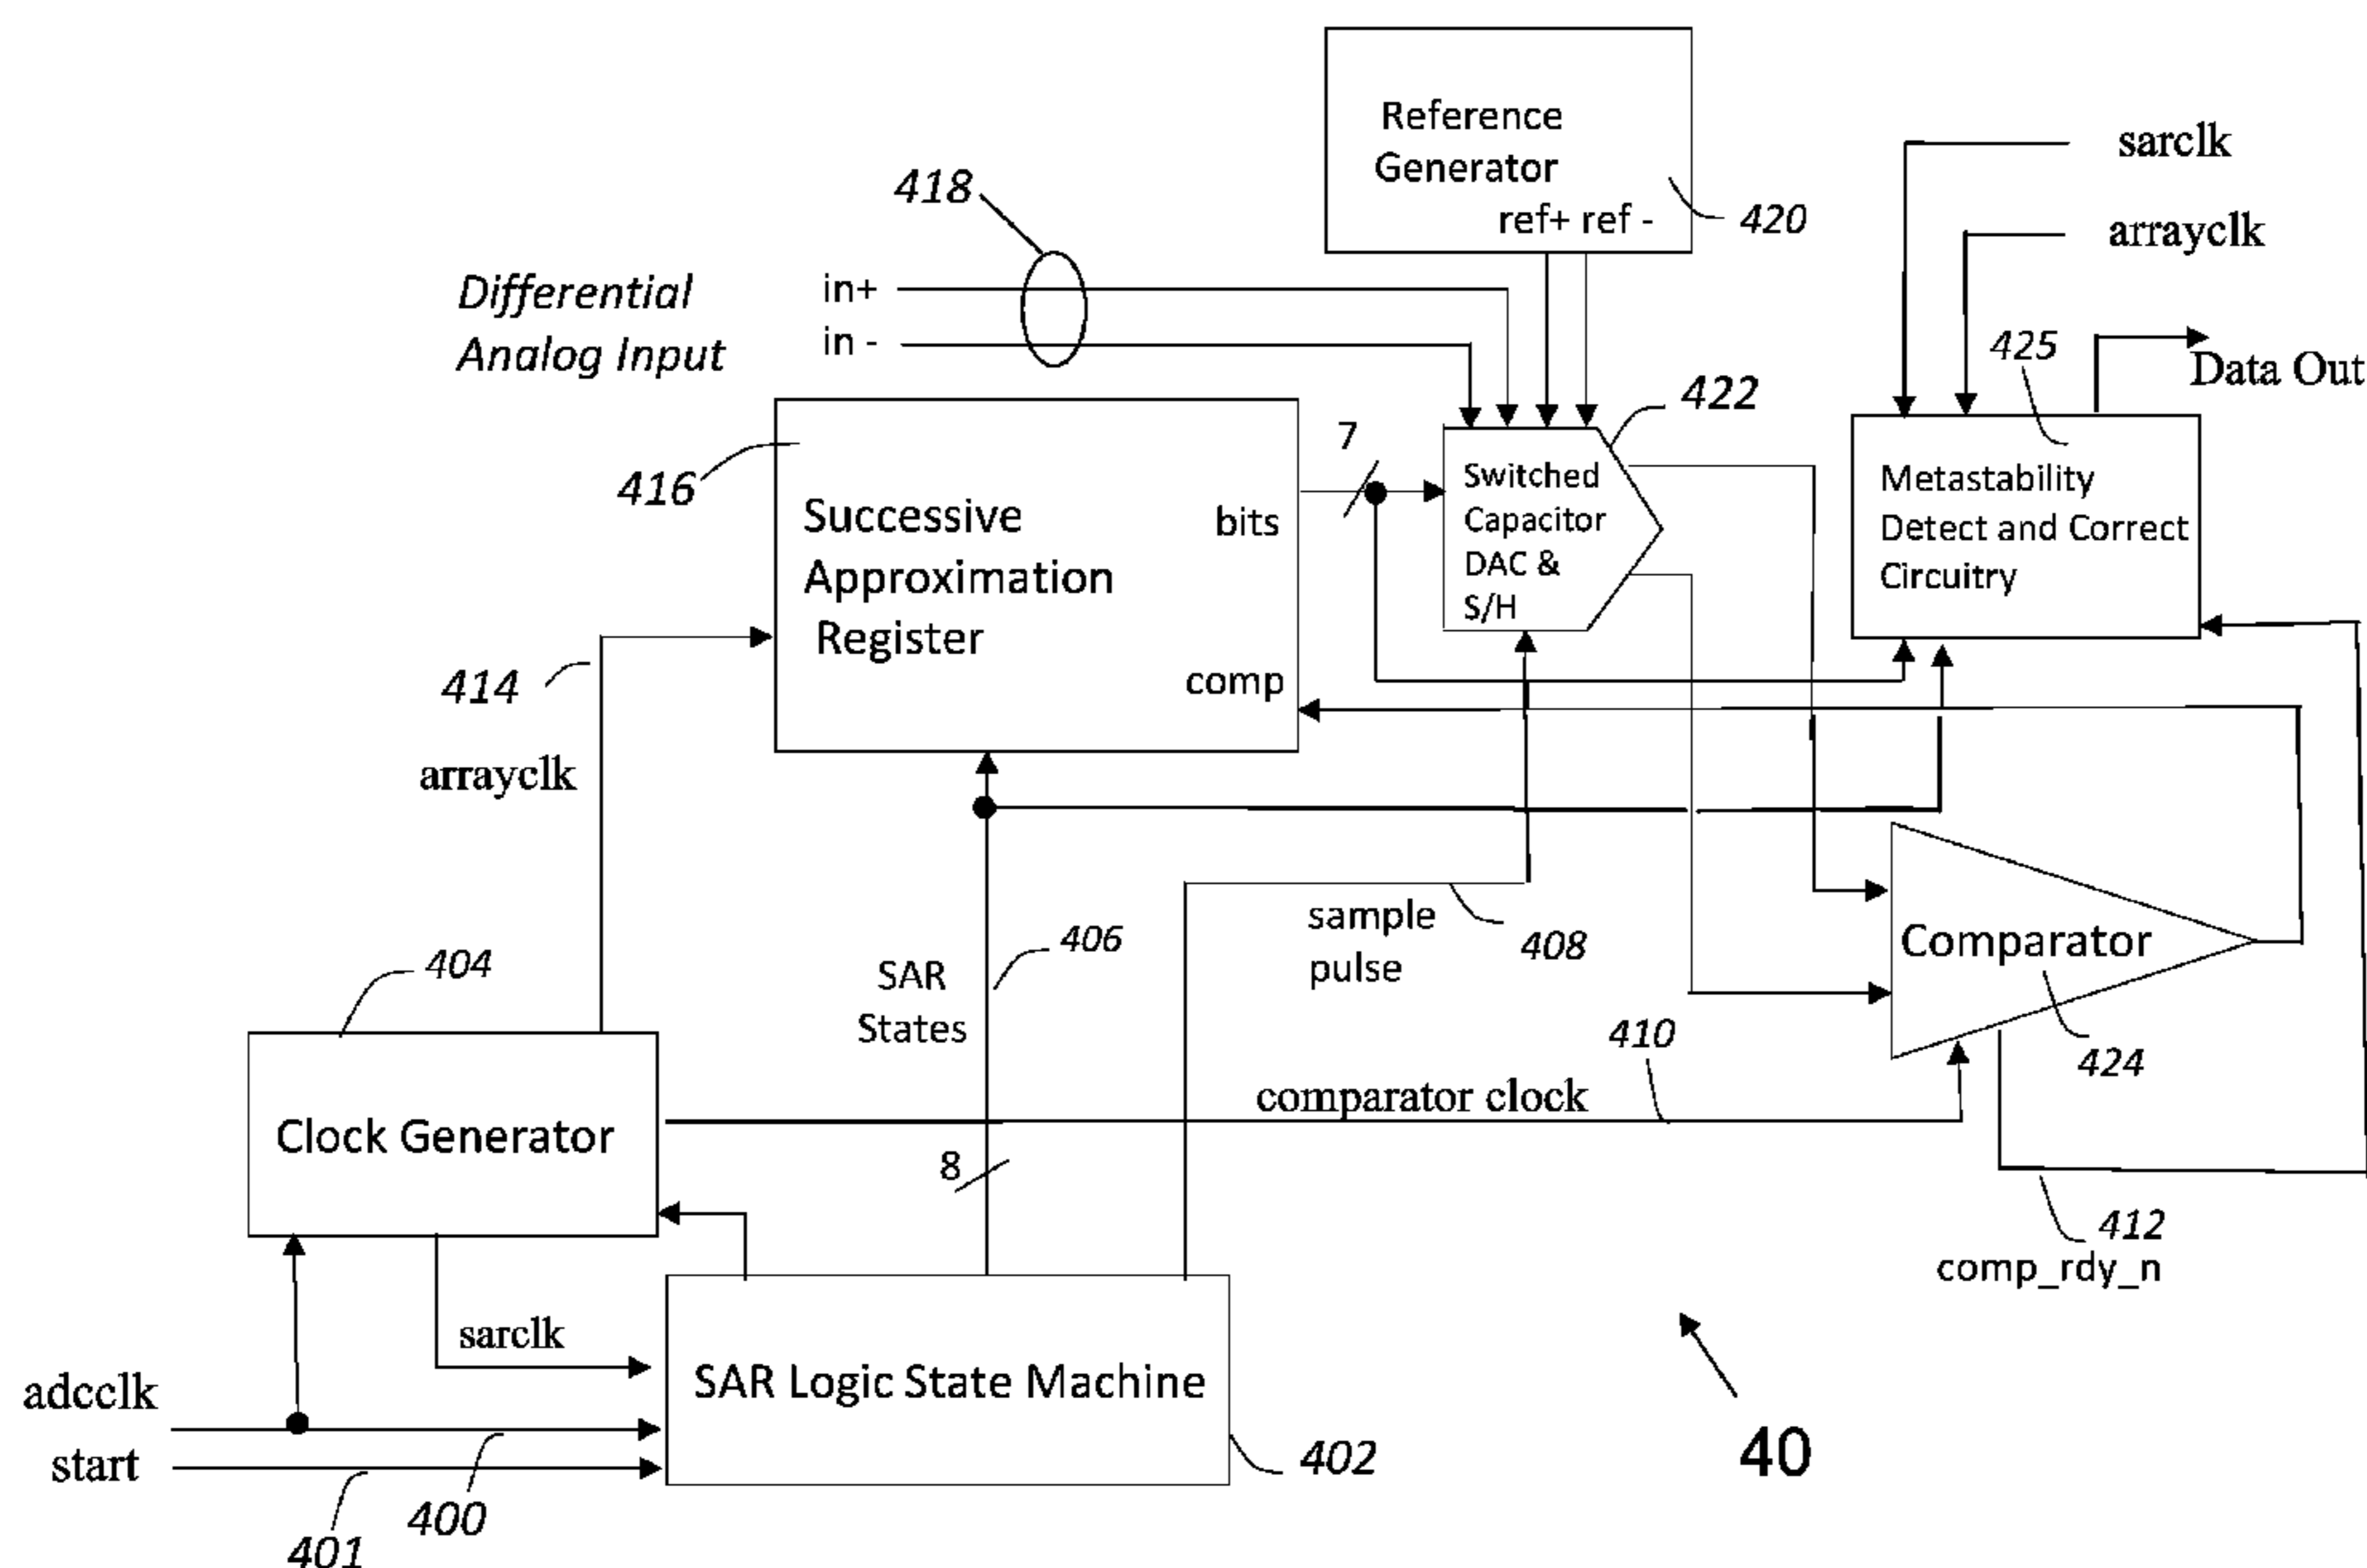 Reference
Generator
ref+ ref -
420
sarclk
arrayclk
418
Differential
Analog Input
in+
in -
425
Data Out
422
7
416
Successive
Approximation
Register
bits
comp
Switched
Capacitor
DAC &
S/H
Metastability
Detect and Correct
Circuitry
414
arrayclk
404
SAR
States
406
sample
pulse
408
Comparator
424
410
comparator clock
Clock Generator
8
412
comp_rdy_n
sarclk
SAR Logic State Machine
402
adcclk
start
400
401
40